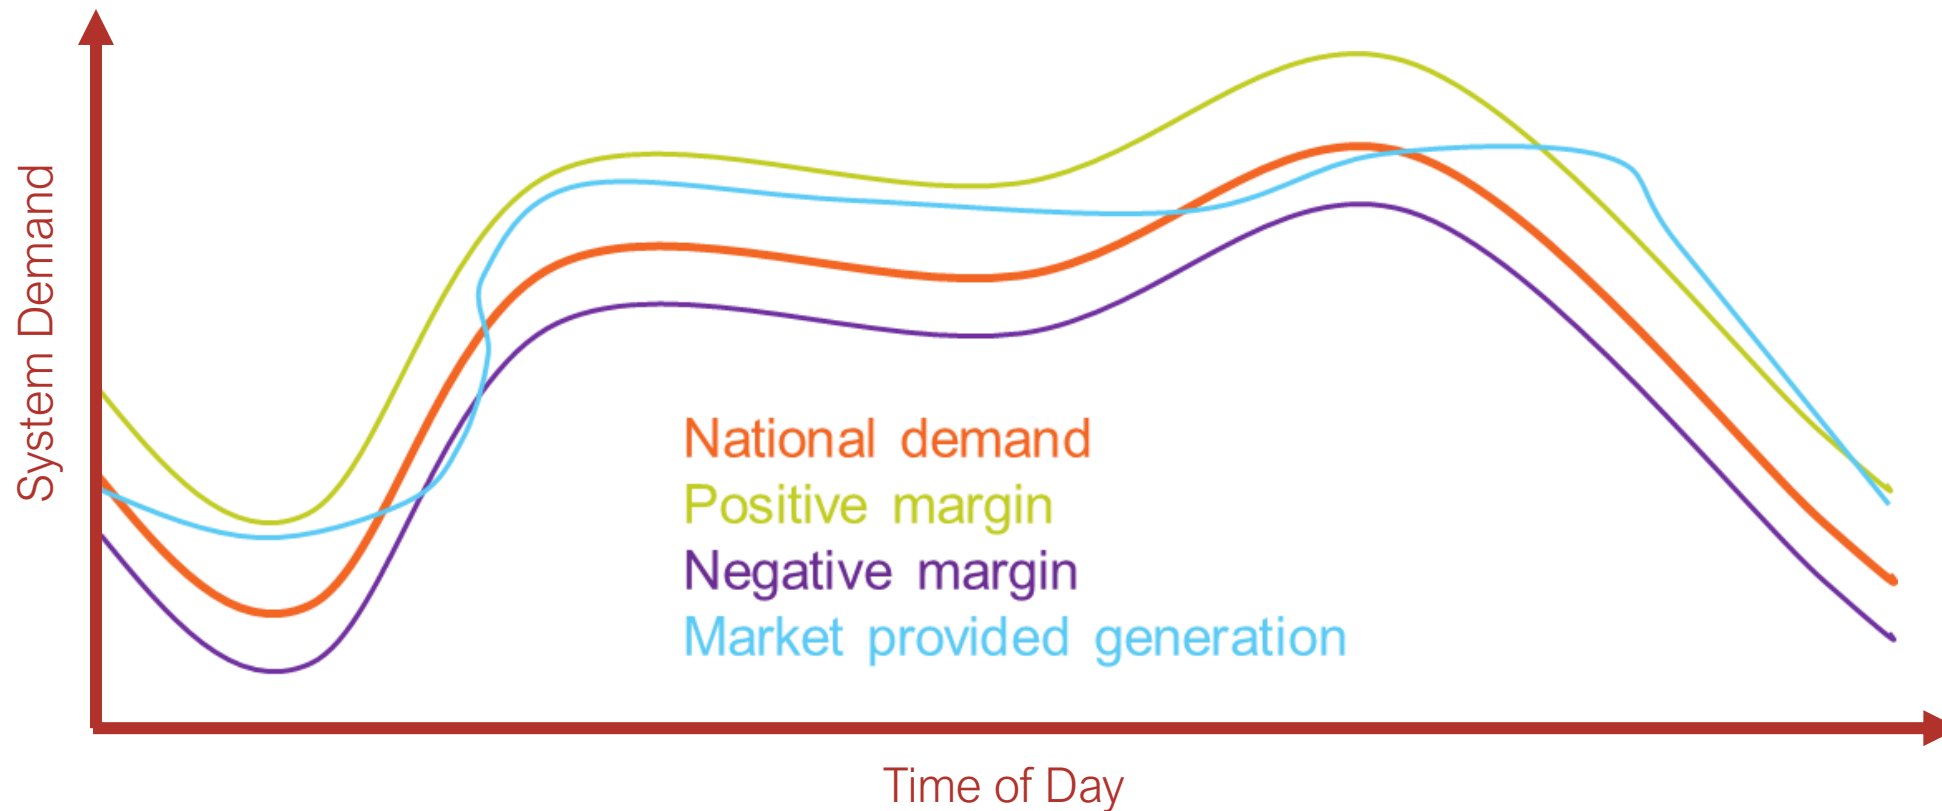 System Demand
National demand
Positive margin
Negative margin
Market provided generation
Time of Day